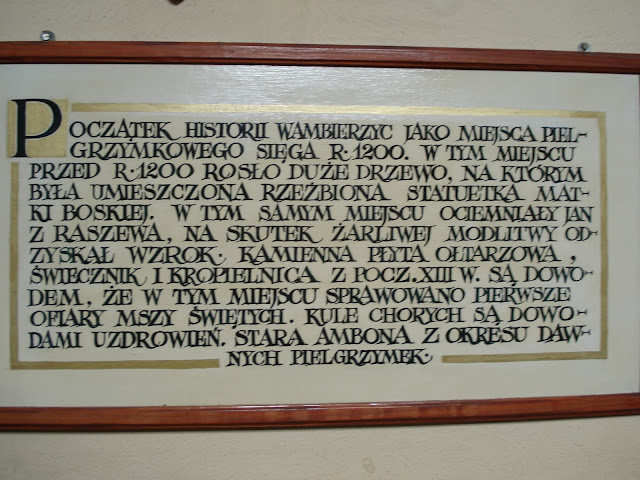 POCZĄTEK HISTORII WAMBIERZYC JAKO MIEJSCA PIEL-
GRZYMKOWEGO SIĘGA R·1200. W TYM MIEJSCU
PRZED R·1200 ROSŁO DUŻE DRZEWO, NA KTÓRYM
BYŁA UMIESZCZONA RZEŹBIONA STATUETKA MAT-
KI BOSKIEJ. W TYM SAMYM MIEJSCU OCIEMNIAŁY JAN
Z RASZEWA, NA SKUTEK ŻARLIWEJ MODLITWY OD-
ZYSKAŁ WZROK· KAMIENNA PŁYTA OŁTARZOWA,
ŚWIECZNIK I KROPIELNICA Z POCZ. XIII W. SĄ DOWO-
DEM, ŻE W TYM MIEJSCU SPRAWOWANO PIERWSZE
OFIARY MSZY ŚWIĘTYCH. KULE CHORYCH SĄ DOWO-
DAMI UZDROWIEŃ. STARA AMBONA Z OKRESU DAW-
NYCH PIELGRZYMEK·